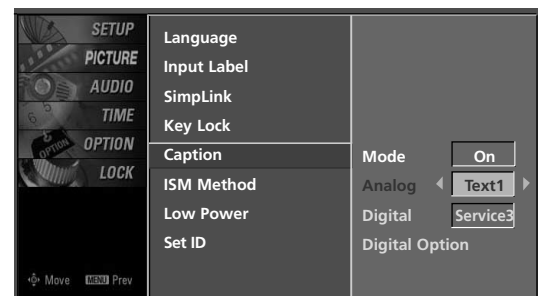 SETUP
PICTURE
AUDIO
TIME
OPTION
LOCK
Move MENU Prev
Language
Input Label
SimpLink
Key Lock
Caption
ISM Method
Low Power
Set ID
Mode On
Analog Text1
Digital Service3
Digital Option